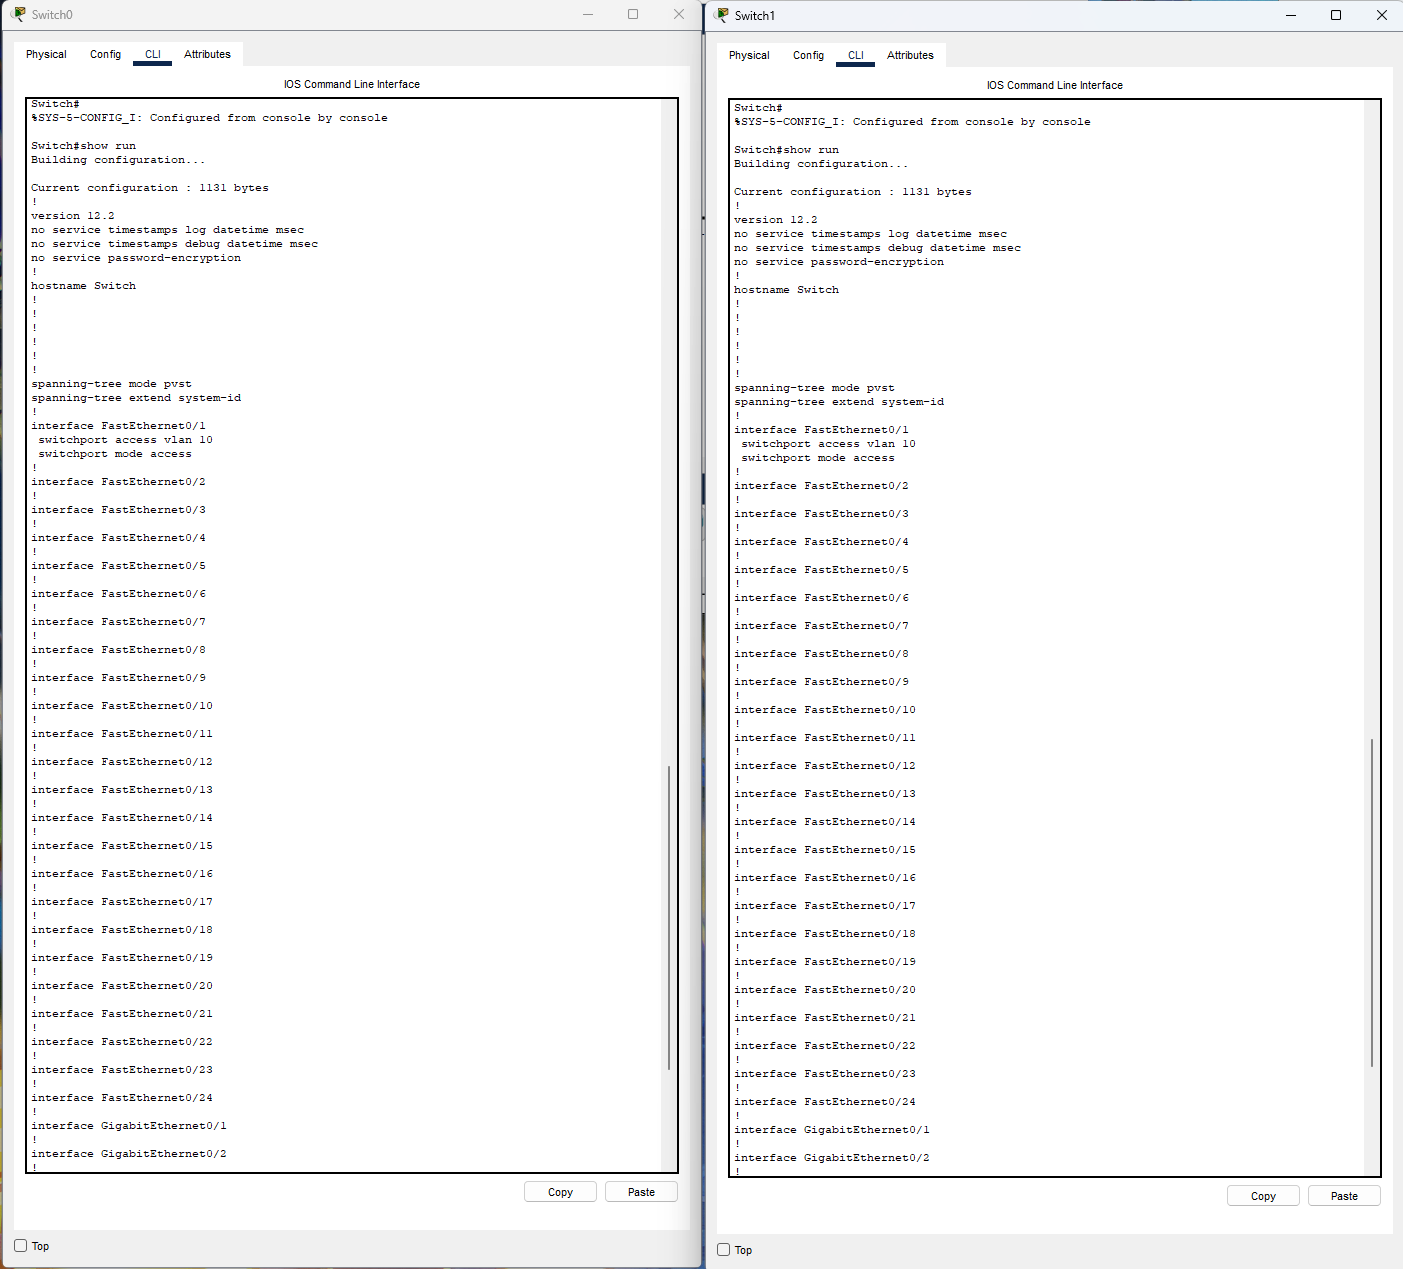 Switch0
Physical Config CLI Attributes
IOS Command Line Interface
Switch#
%SYS-5-CONFIG_I: Configured from console by console
Switch#show run
Building configuration...
Current configuration : 1131 bytes
!
version 12.2
no service timestamps log datetime msec
no service timestamps debug datetime msec
no service password-encryption
!
hostname Switch
!
!
!
!
!
!
spanning-tree mode pvst
spanning-tree extend system-id
!
interface FastEthernet0/1
switchport access vlan 10
switchport mode access
!
interface FastEthernet0/2
!
interface FastEthernet0/3
!
interface FastEthernet0/4
!
interface FastEthernet0/5
!
interface FastEthernet0/6
!
interface FastEthernet0/7
!
interface FastEthernet0/8
!
interface FastEthernet0/9
!
interface FastEthernet0/10
!
interface FastEthernet0/11
!
interface FastEthernet0/12
!
interface FastEthernet0/13
!
interface FastEthernet0/14
!
interface FastEthernet0/15
!
interface FastEthernet0/16
!
interface FastEthernet0/17
!
interface FastEthernet0/18
!
interface FastEthernet0/19
!
interface FastEthernet0/20
!
interface FastEthernet0/21
!
interface FastEthernet0/22
!
interface FastEthernet0/23
!
interface FastEthernet0/24
!
interface GigabitEthernet0/1
!
interface GigabitEthernet0/2
!
Copy Paste
Top
Switch1
Physical Config CLI Attributes
IOS Command Line Interface
Switch#
%SYS-5-CONFIG_I: Configured from console by console
Switch#show run
Building configuration...
Current configuration : 1131 bytes
!
version 12.2
no service timestamps log datetime msec
no service timestamps debug datetime msec
no service password-encryption
!
hostname Switch
!
!
!
!
!
!
spanning-tree mode pvst
spanning-tree extend system-id
!
interface FastEthernet0/1
switchport access vlan 10
switchport mode access
!
interface FastEthernet0/2
!
interface FastEthernet0/3
!
interface FastEthernet0/4
!
interface FastEthernet0/5
!
interface FastEthernet0/6
!
interface FastEthernet0/7
!
interface FastEthernet0/8
!
interface FastEthernet0/9
!
interface FastEthernet0/10
!
interface FastEthernet0/11
!
interface FastEthernet0/12
!
interface FastEthernet0/13
!
interface FastEthernet0/14
!
interface FastEthernet0/15
!
interface FastEthernet0/16
!
interface FastEthernet0/17
!
interface FastEthernet0/18
!
interface FastEthernet0/19
!
interface FastEthernet0/20
!
interface FastEthernet0/21
!
interface FastEthernet0/22
!
interface FastEthernet0/23
!
interface FastEthernet0/24
!
interface GigabitEthernet0/1
!
interface GigabitEthernet0/2
!
Copy Paste
Top